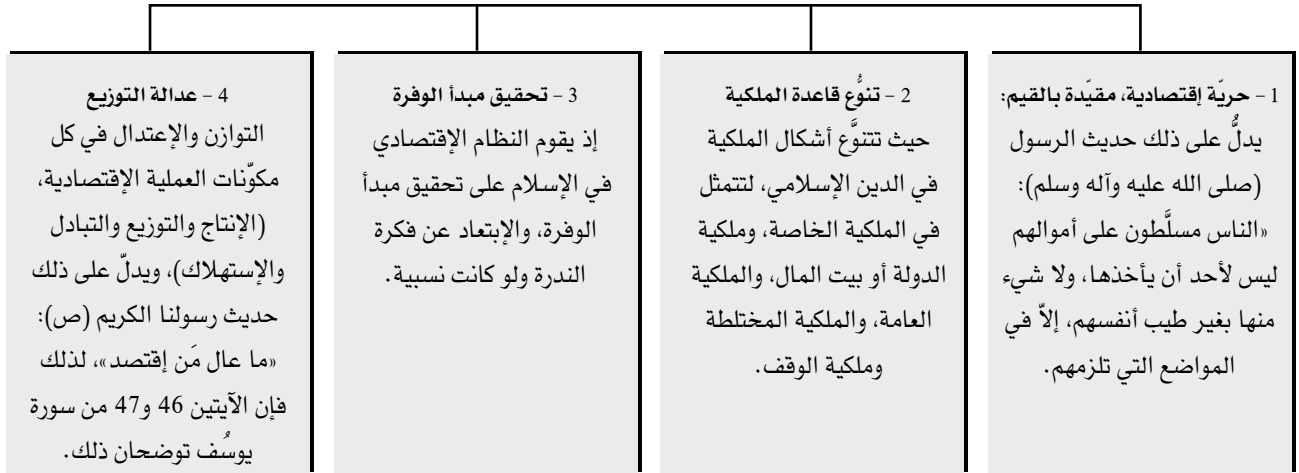 1 - حريّة إقتصادية، مقيّدة بالقيم:
يدلُّ على ذلك حديث الرسول
(صلى الله عليه وآله وسلم):
«الناس مسلَّطون على أموالهم
ليس لأحد أن يأخذها، ولا شيء
منها بغير طيب أنفسهم، إلاّ في
المواضع التي تلزمهم.
2 - تنوُّع قاعدة الملكية
حيث تتنوَّع أشكال الملكية
في الدين الإسلامي، لتتمثل
في الملكية الخاصة، وملكية
الدولة أو بيت المال، والملكية
العامة، والملكية المختلطة
وملكية الوقف.
3 - تحقيق مبدأ الوفرة
إذ يقوم النظام الإقتصادي
في الإسلام على تحقيق مبدأ
الوفرة، والإبتعاد عن فكرة
الندرة ولو كانت نسبية.
4 - عدالة التوزيع
التوازن والإعتدال في كل
مكوّنات العملية الإقتصادية،
(الإنتاج والتوزيع والتبادل
والإستهلاك)، ويدلّ على ذلك
حديث رسولنا الكريم (ص):
«ما عال مَن إقتصد»، لذلك
فإن الآيتين 46 و47 من سورة
يوسُف توضحان ذلك.